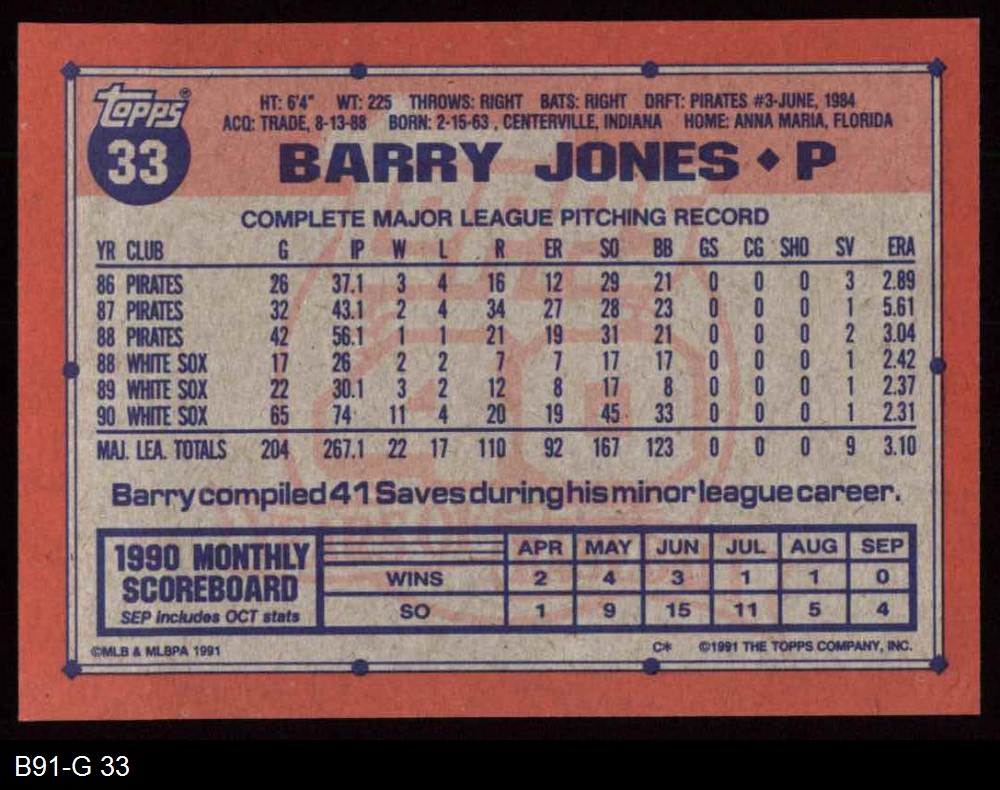 topps®
33
HT: 6'4" WT: 225 THROWS: RIGHT BATS: RIGHT DRFT: PIRATES #3-JUNE, 1984
ACQ: TRADE, 8-13-88 BORN: 2-15-63, CENTERVILLE, INDIANA HOME: ANNA MARIA, FLORIDA
BARRY JONES ◆ P
COMPLETE MAJOR LEAGUE PITCHING RECORD
YR CLUB G IP W L R ER SO BB GS CG SHO SV ERA
86 PIRATES 26 37.1 3 4 16 12 29 21 0 0 0 3 2.89
87 PIRATES 32 43.1 2 4 34 27 28 23 0 0 0 1 5.61
88 PIRATES 42 56.1 1 1 21 19 31 21 0 0 0 2 3.04
88 WHITE SOX 17 26 2 2 7 7 17 17 0 0 0 1 2.42
89 WHITE SOX 22 30.1 3 2 12 8 17 8 0 0 0 1 2.37
90 WHITE SOX 65 74 11 4 20 19 45 33 0 0 0 1 2.31
MAJ. LEA. TOTALS 204 267.1 22 17 110 92 167 123 0 0 0 9 3.10
Barry compiled 41 Saves during his minor league career.
1990 MONTHLY
SCOREBOARD
SEP includes OCT stats
APR MAY JUN JUL AUG SEP
WINS 2 4 3 1 1 0
SO 1 9 15 11 5 4
©MLB & MLBPA 1991 C* ©1991 THE TOPPS COMPANY, INC.
B91-G 33